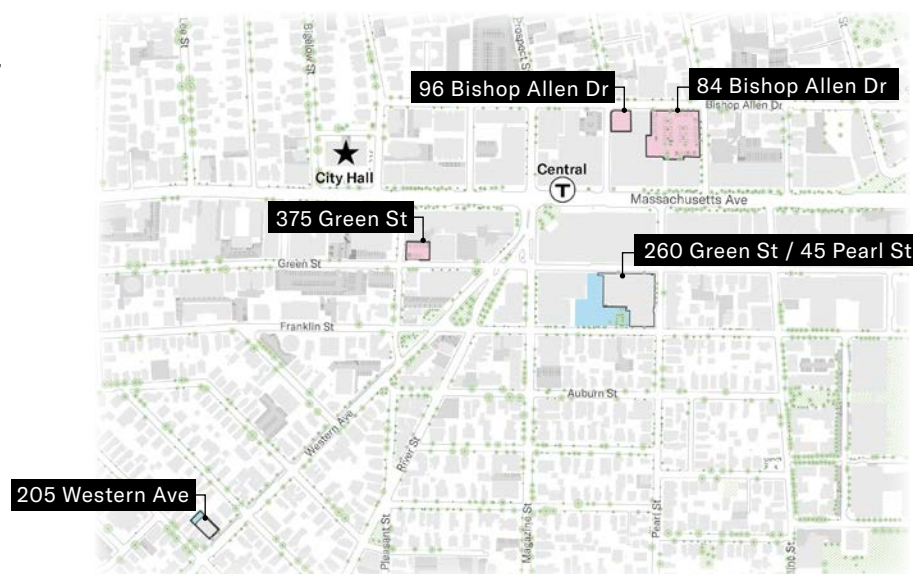 Lee St
Bigelow St
Prospect St
St
96 Bishop Allen Dr
84 Bishop Allen Dr
Bishop Allen Dr
City Hall
Central
T
Massachusetts Ave
375 Green St
Green St
260 Green St / 45 Pearl St
Franklin St
Auburn St
Western Ave
River St
205 Western Ave
Pleasant St
Magazine St
Pearl St
St